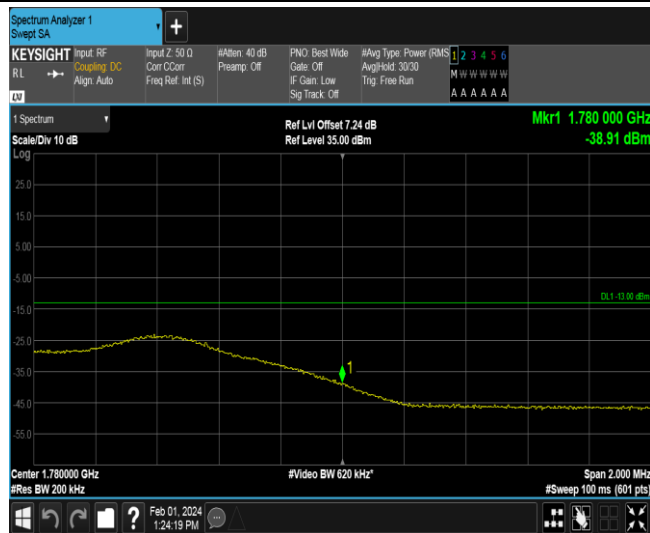 Spectrum Analyzer 1
Swept SA
+
KEYSIGHT
RL
Input: RF
Coupling: DC
Align: Auto
Input Z: 50 Ω
Corr CCorr
Freq Ref: Int (S)
#Atten: 40 dB
Preamp: Off
PNO: Best Wide
Gate: Off
IF Gain: Low
Sig Track: Off
#Avg Type: Power (RMS
Avg|Hold: 30/30
Trig: Free Run
1 2 3 4 5 6
M W W W W W
A A A A A A
1 Spectrum
Scale/Div 10 dB
Log
Ref Lvl Offset 7.24 dB
Ref Level 35.00 dBm
Mkr1 1.780 000 GHz
-38.91 dBm
25.0
15.0
5.00
-5.00
DL1 -13.00 dBm
-15.0
-25.0
-35.0
1
-45.0
-55.0
Center 1.780000 GHz
#Res BW 200 kHz
#Video BW 620 kHz*
Span 2.000 MHz
#Sweep 100 ms (601 pts)
?
Feb 01, 2024
1:24:19 PM